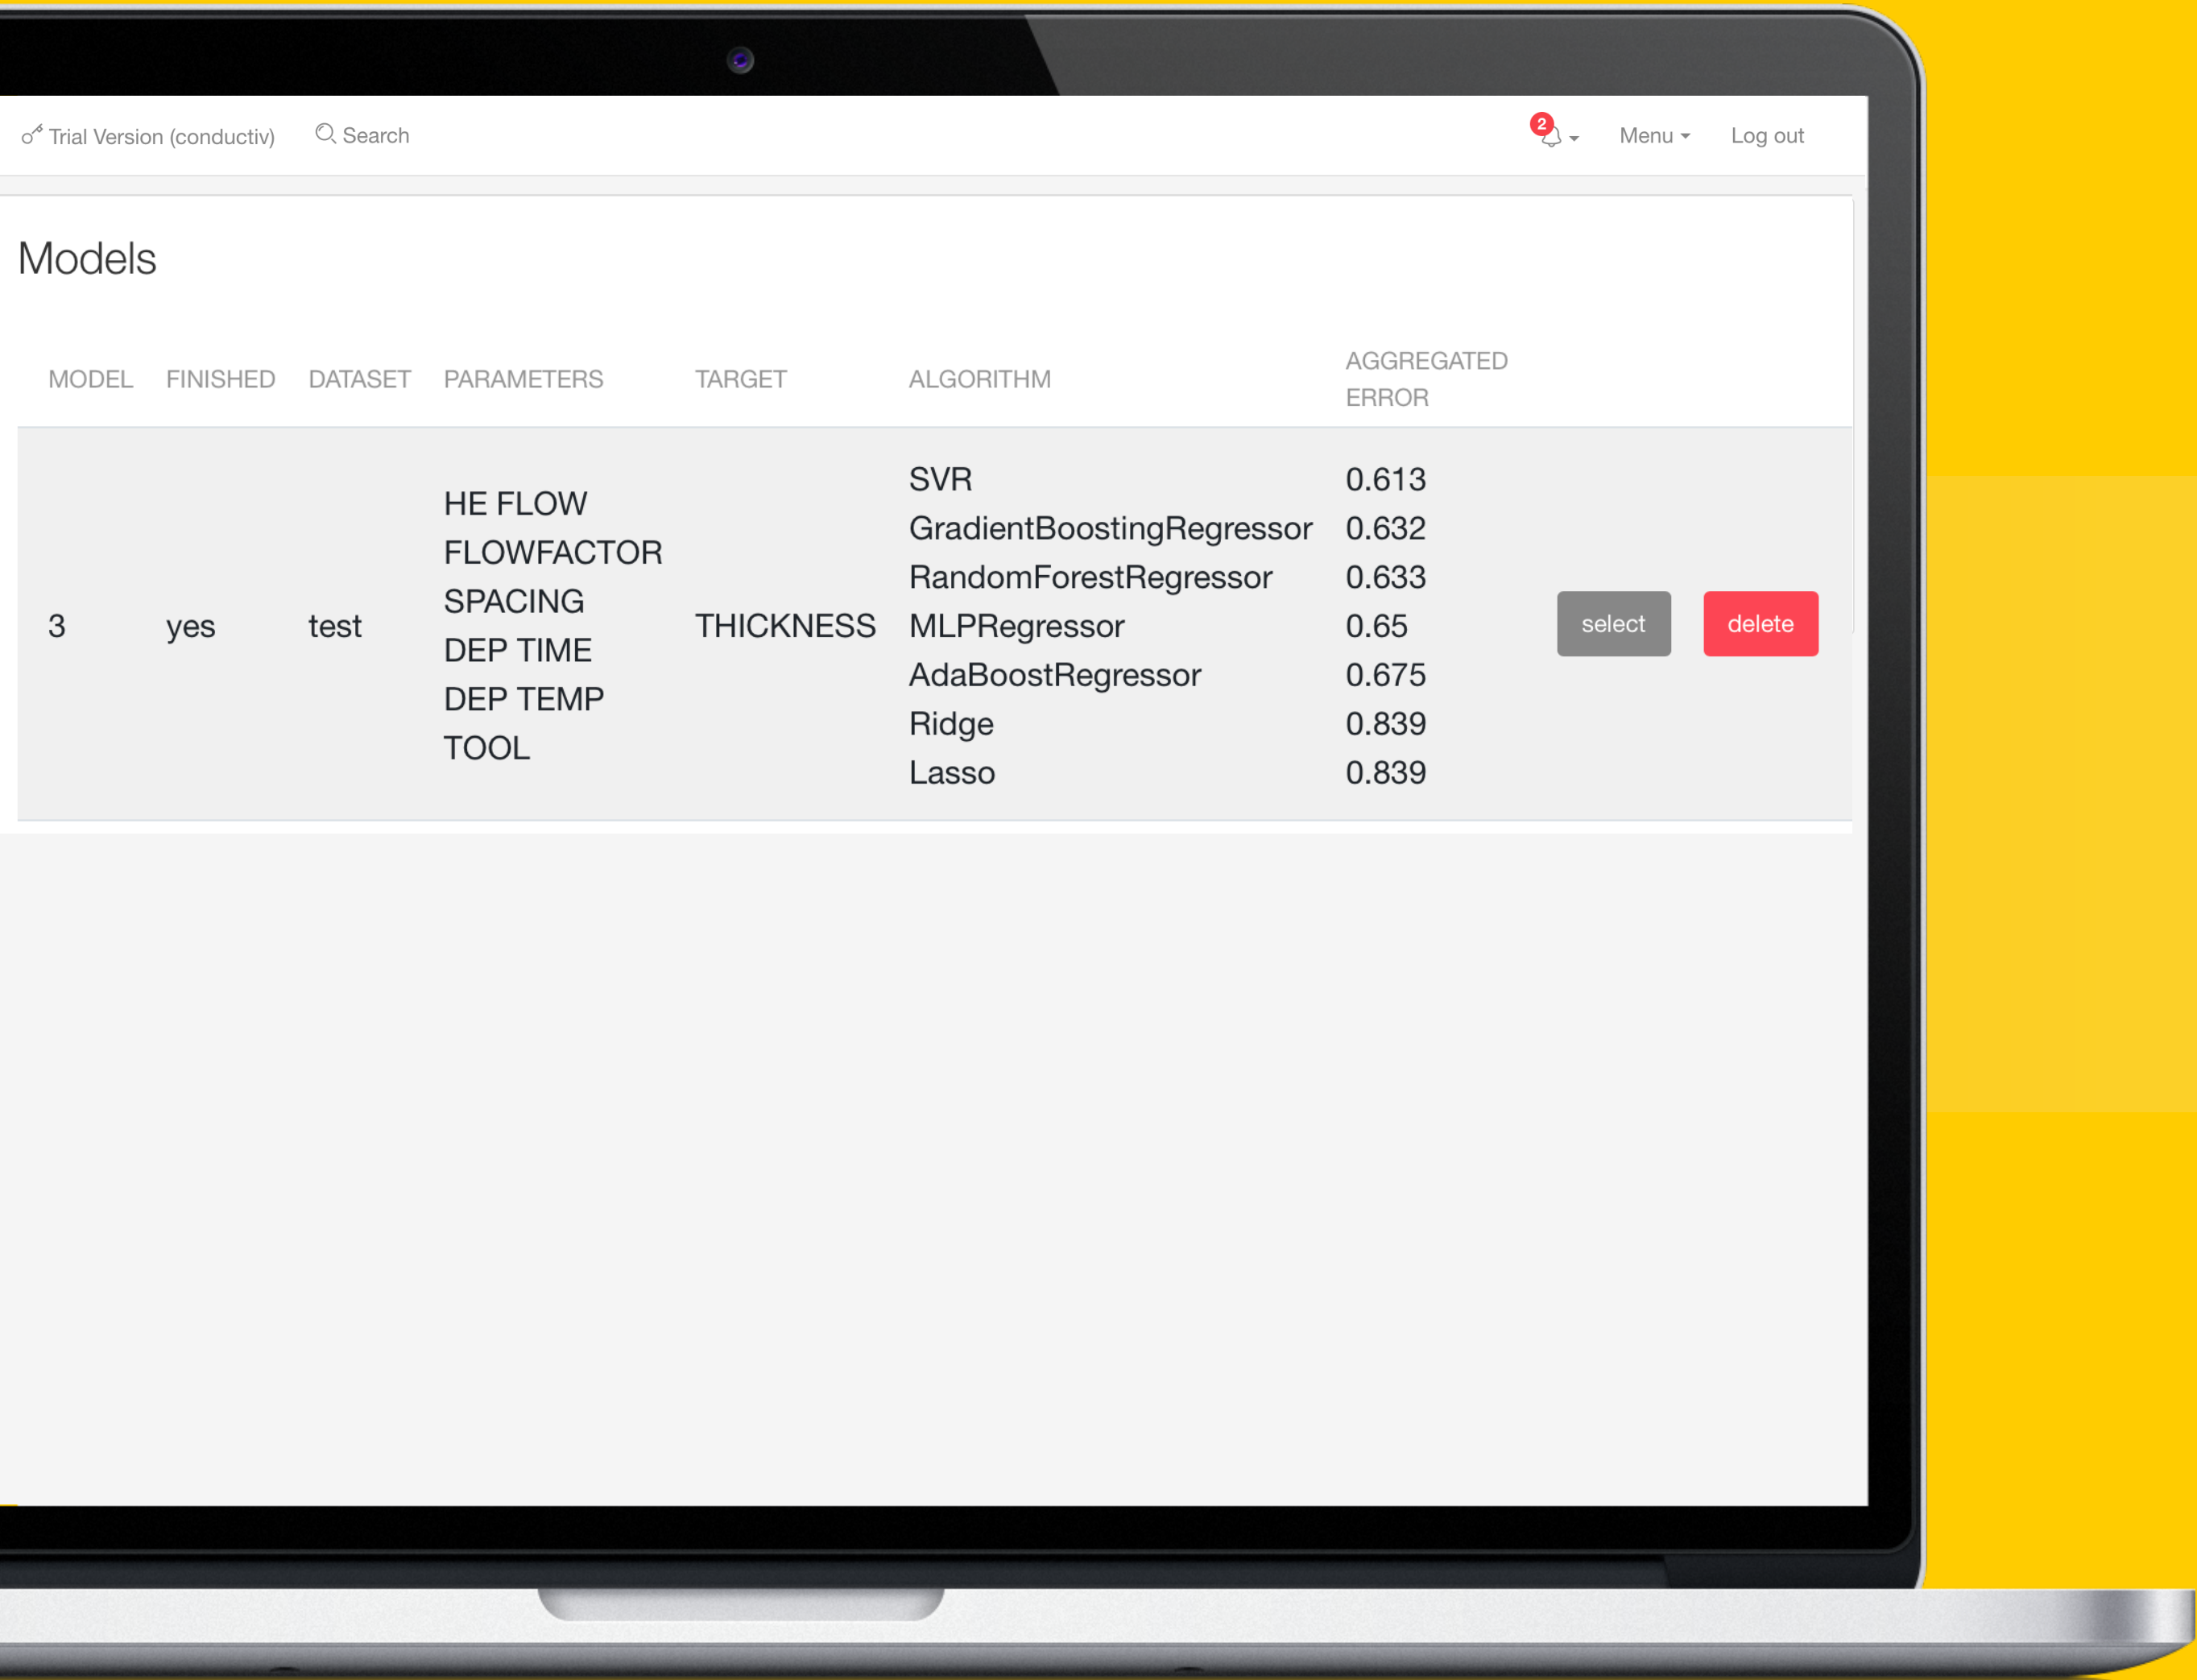 Trial Version (conductiv) Search 2 Menu Log out
Models
MODEL FINISHED DATASET PARAMETERS TARGET ALGORITHM AGGREGATED ERROR
3 yes test
HE FLOW
FLOWFACTOR
SPACING
DEP TIME
DEP TEMP
TOOL
THICKNESS
SVR 0.613
GradientBoostingRegressor 0.632
RandomForestRegressor 0.633
MLPRegressor 0.65
AdaBoostRegressor 0.675
Ridge 0.839
Lasso 0.839
select delete